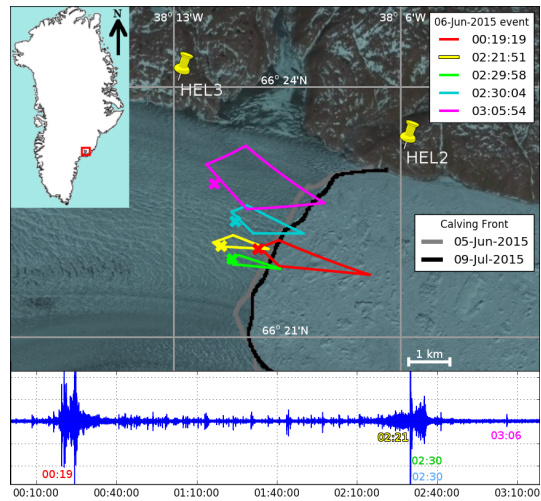 38° 13'W
38° 6'W
06-Jun-2015 event
00:19:19
02:21:51
02:29:58
02:30:04
03:05:54
N
66° 24'N
HEL3
HEL2
Calving Front
05-Jun-2015
09-Jul-2015
66° 21'N
1 km
02:21
03:06
02:30
00:19
02:30
00:10:00
00:40:00
01:10:00
01:40:00
02:10:00
02:40:00
03:10:00